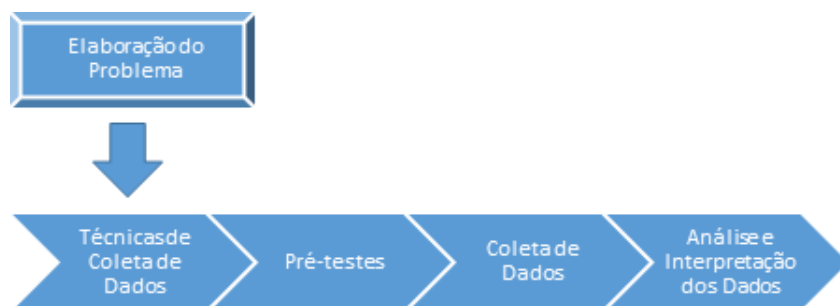 Elaboração do
Problema
Técnicas de
Coleta de
Dados
Pré-testes
Coleta de
Dados
Análise e
Interpretação
dos Dados